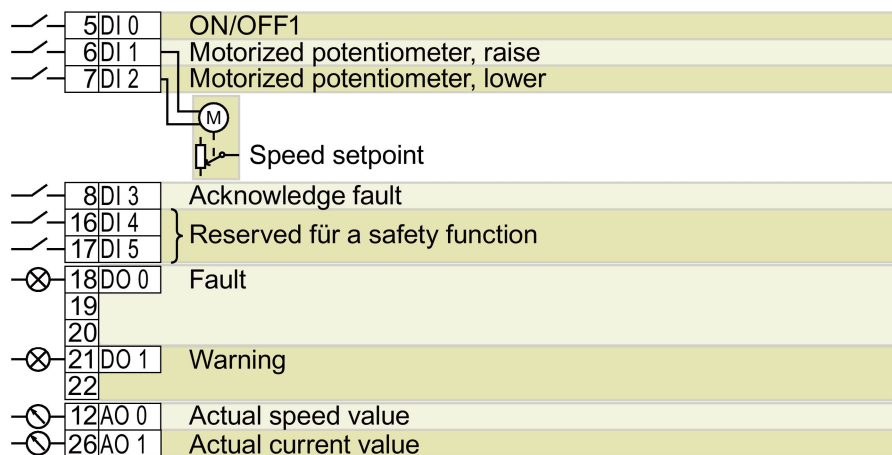 5 DI 0 ON/OFF1
6 DI 1 Motorized potentiometer, raise
7 DI 2 Motorized potentiometer, lower
M
Speed setpoint
8 DI 3 Acknowledge fault
16 DI 4
Reserved für a safety function
17 DI 5
18 DO 0 Fault
19
20
21 DO 1 Warning
22
12 AO 0 Actual speed value
26 AO 1 Actual current value